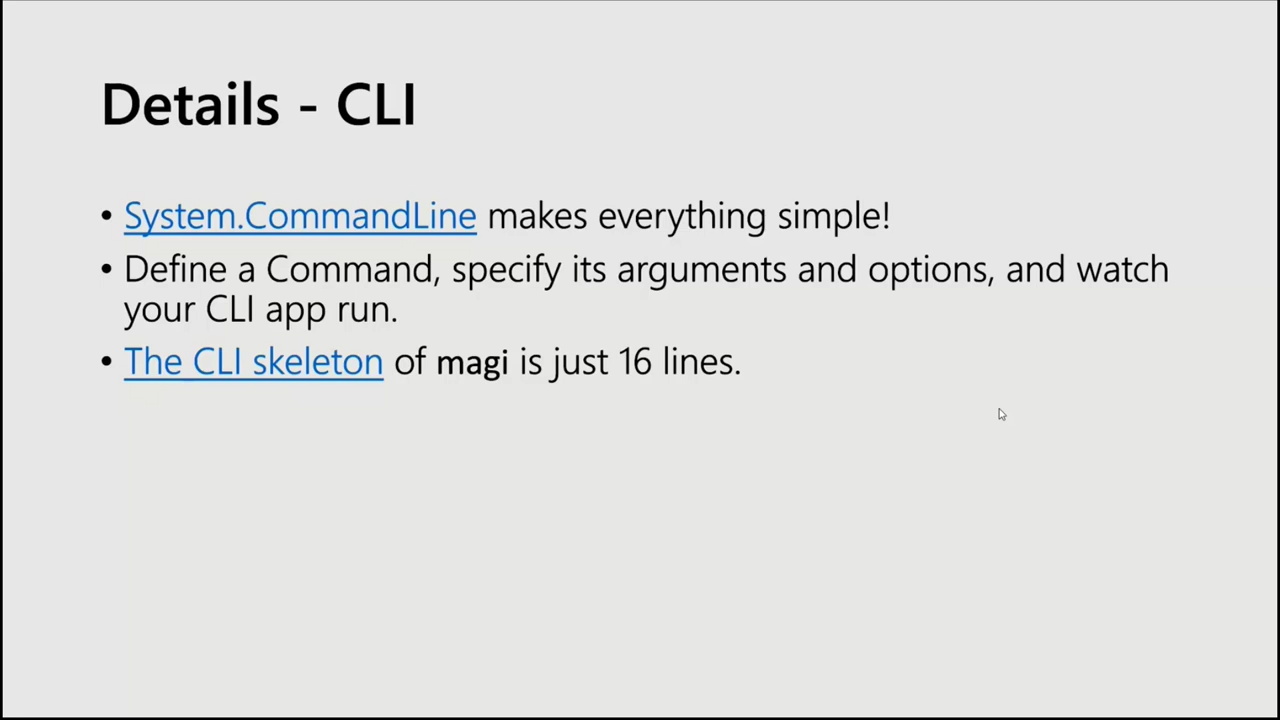 Details - CLI
• System.CommandLine makes everything simple!
• Define a Command, specify its arguments and options, and watch
your CLI app run.
• The CLI skeleton of magi is just 16 lines.